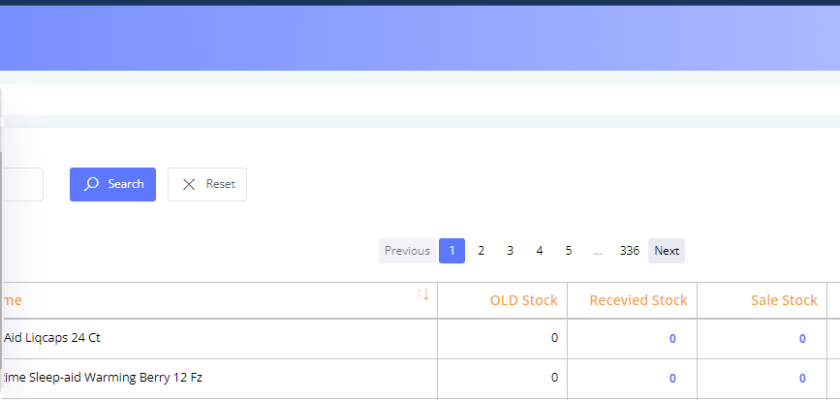 Search Reset
Previous 1 2 3 4 5 ... 336 Next
me OLD Stock Recevied Stock Sale Stock
Aid Liqcaps 24 Ct 0 0 0
time Sleep-aid Warming Berry 12 Fz 0 0 0